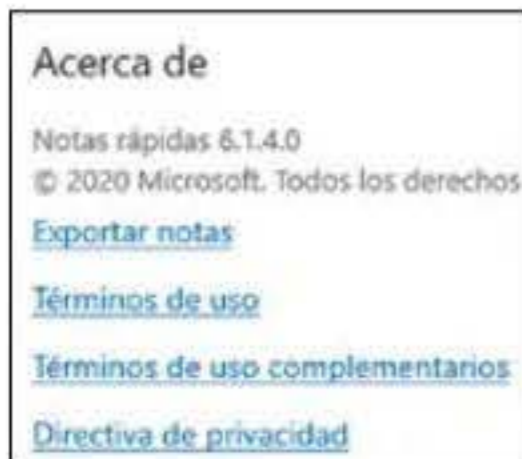 Acerca de
Notas rápidas 6.1.4.0
© 2020 Microsoft. Todos los derechos
Exportar notas
Términos de uso
Términos de uso complementarios
Directiva de privacidad